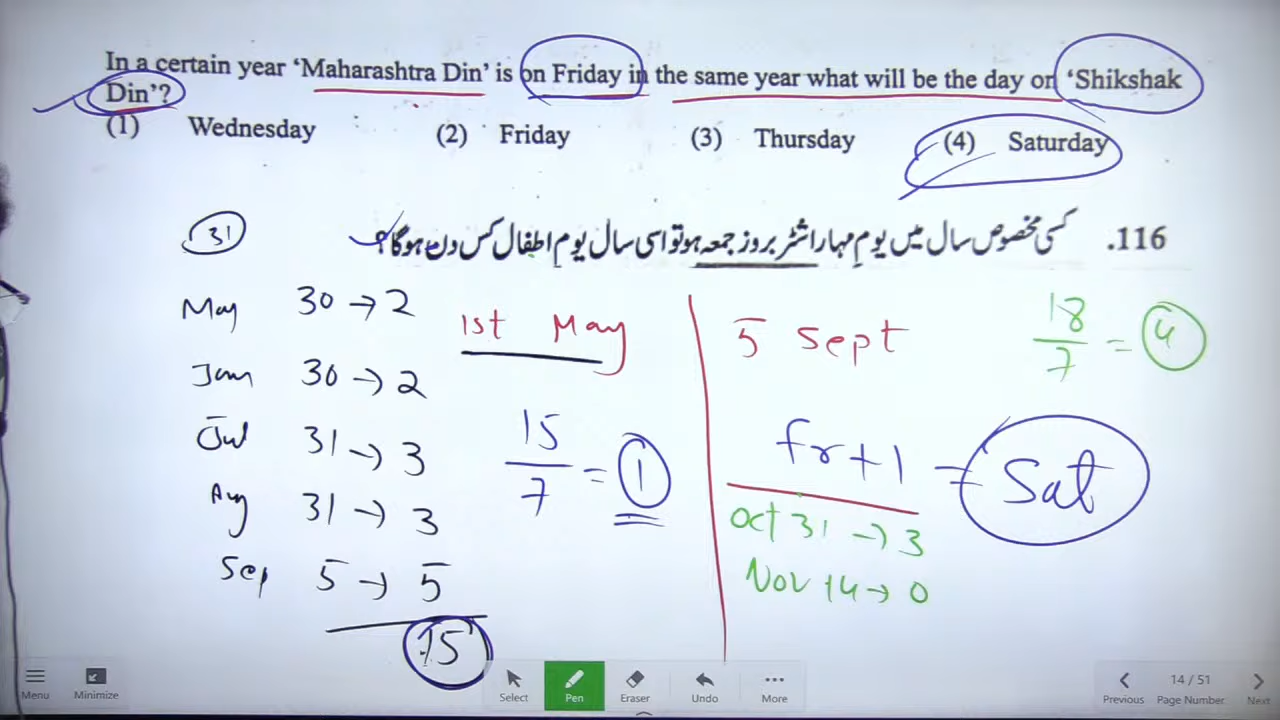 In a certain year ‘Maharashtra Din’ is on Friday in the same year what will be the day on ‘Shikshak
Din’?
(1) Wednesday (2) Friday (3) Thursday (4) Saturday
116. کسی مخصوص سال میں یومِ مہاراشٹر بروز جمعہ ہو تو اسی سال یومِ اطفال کس دن ہوگا؟
31
May 30 → 2
Jun 30 → 2
Jul 31 → 3
Aug 31 → 3
Sep 5 → 5
15
1st May
15/7 = 1
5 Sept
18/7 = 4
fr+1 = Sat
Oct 31 → 3
Nov 14 → 0
Menu
Minimize
Select
Pen
Eraser
Undo
More
Previous
14 / 51
Page Number
Next